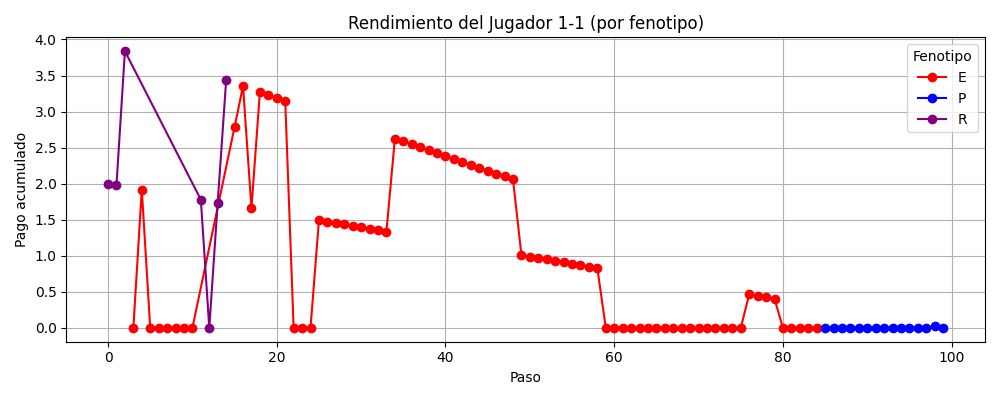 Rendimiento del Jugador 1-1 (por fenotipo)
Pago acumulado
4.0
3.5
3.0
2.5
2.0
1.5
1.0
0.5
0.0
Fenotipo
E
P
R
0 20 40 60 80 100
Paso